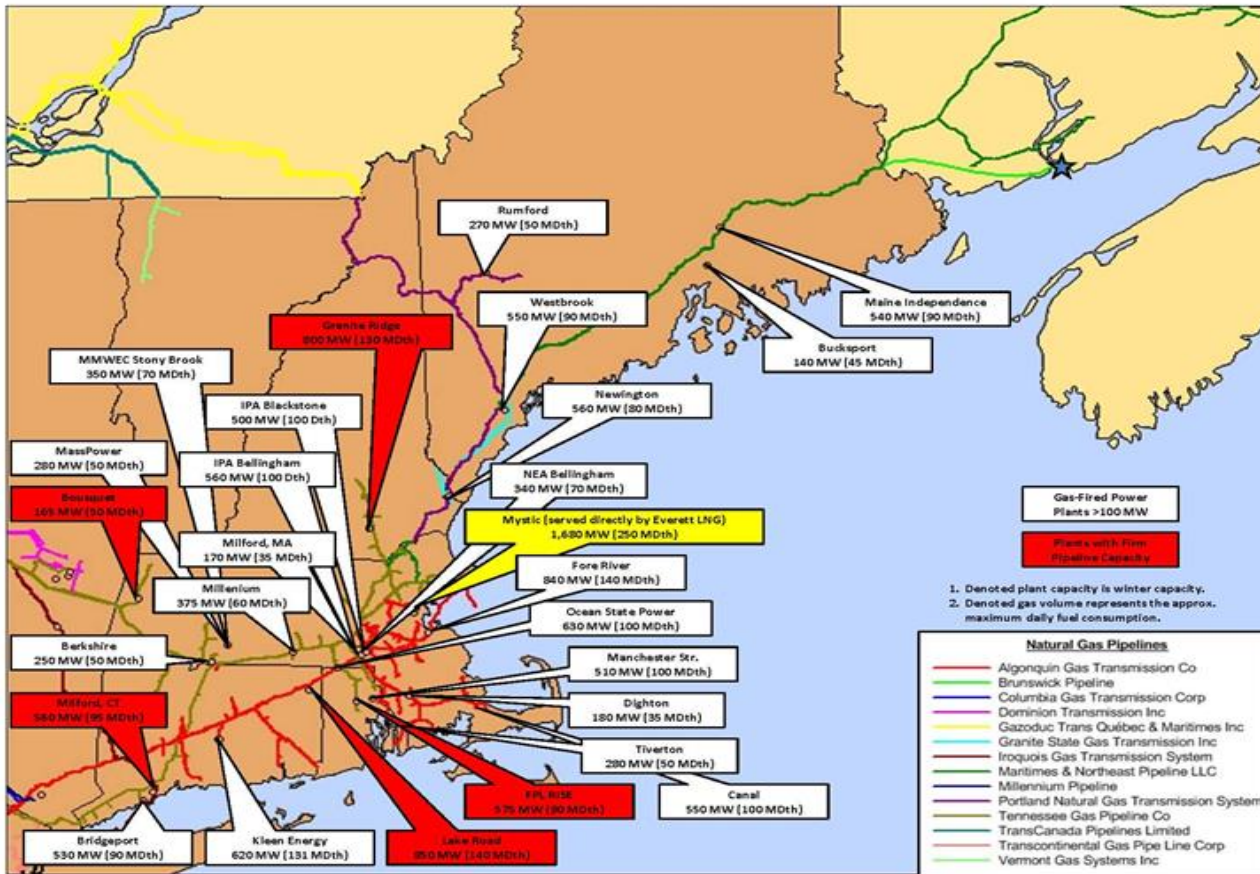 Rumford
270 MW (50 MDth)
Westbrook
550 MW (90 MDth)
Granite Ridge
800 MW (130 MDth)
Maine Independence
540 MW (90 MDth)
MMWEC Stony Brook
350 MW (70 MDth)
Bucksport
140 MW (45 MDth)
IPA Blackstone
500 MW (100 Dth)
Newington
560 MW (80 MDth)
MassPower
280 MW (50 MDth)
IPA Bellingham
560 MW (100 Dth)
NEA Bellingham
340 MW (70 MDth)
Bousquet
165 MW (50 MDth)
Mystic (served directly by Everett LNG)
1,680 MW (250 MDth)
Gas-Fired Power
Plants >100 MW
Milford, MA
170 MW (35 MDth)
Fore River
840 MW (140 MDth)
Plants with Firm
Pipeline Capacity
Millenium
375 MW (60 MDth)
1. Denoted plant capacity is winter capacity.
2. Denoted gas volume represents the approx.
maximum daily fuel consumption.
Ocean State Power
630 MW (100 MDth)
Berkshire
250 MW (50 MDth)
Manchester Str.
510 MW (100 MDth)
Milford, CT
560 MW (95 MDth)
Dighton
180 MW (35 MDth)
Tiverton
280 MW (50 MDth)
Canal
550 MW (100 MDth)
FPL RISE
575 MW (90 MDth)
Bridgeport
530 MW (90 MDth)
Kleen Energy
620 MW (131 MDth)
Lake Road
850 MW (140 MDth)
Natural Gas Pipelines
Algonquin Gas Transmission Co
Brunswick Pipeline
Columbia Gas Transmission Corp
Dominion Transmission Inc
Gazoduc Trans Québec & Maritimes Inc
Granite State Gas Transmission Inc
Iroquois Gas Transmission System
Maritimes & Northeast Pipeline LLC
Millennium Pipeline
Portland Natural Gas Transmission System
Tennessee Gas Pipeline Co
TransCanada Pipelines Limited
Transcontinental Gas Pipe Line Corp
Vermont Gas Systems Inc